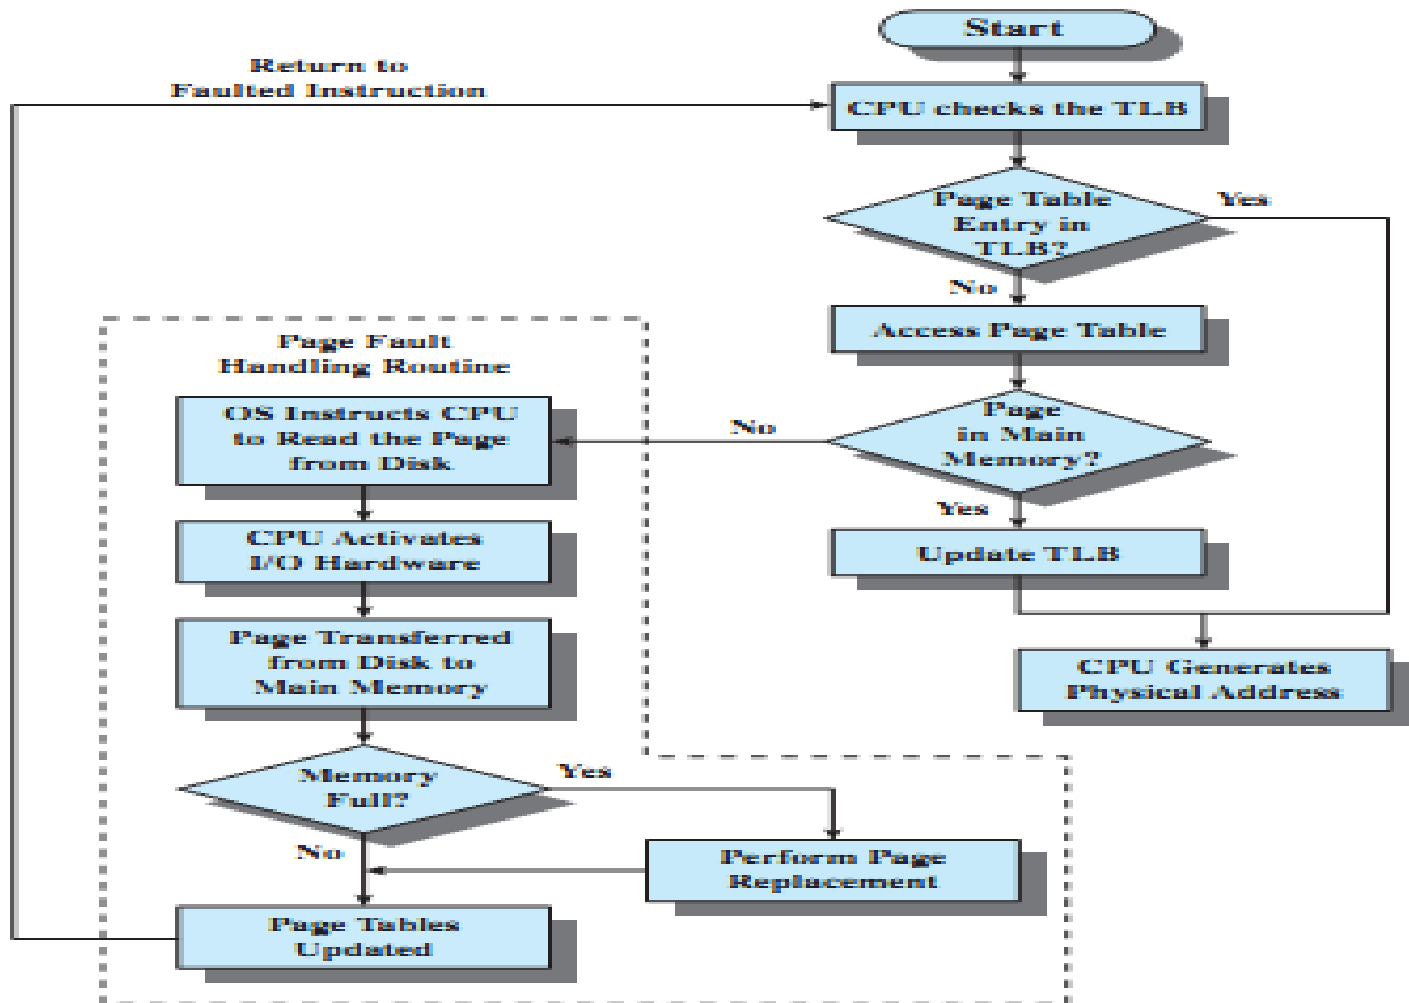 Start
Return to
Faulted Instruction
CPU checks the TLB
Page Table
Entry in
TLB?
Yes
No
Access Page Table
Page Fault
Handling Routine
OS Instructs CPU
to Read the Page
from Disk
No
Page
in Main
Memory?
Yes
CPU Activates
I/O Hardware
Update TLB
Page Transferred
from Disk to
Main Memory
CPU Generates
Physical Address
Memory
Full?
Yes
No
Perform Page
Replacement
Page Tables
Updated